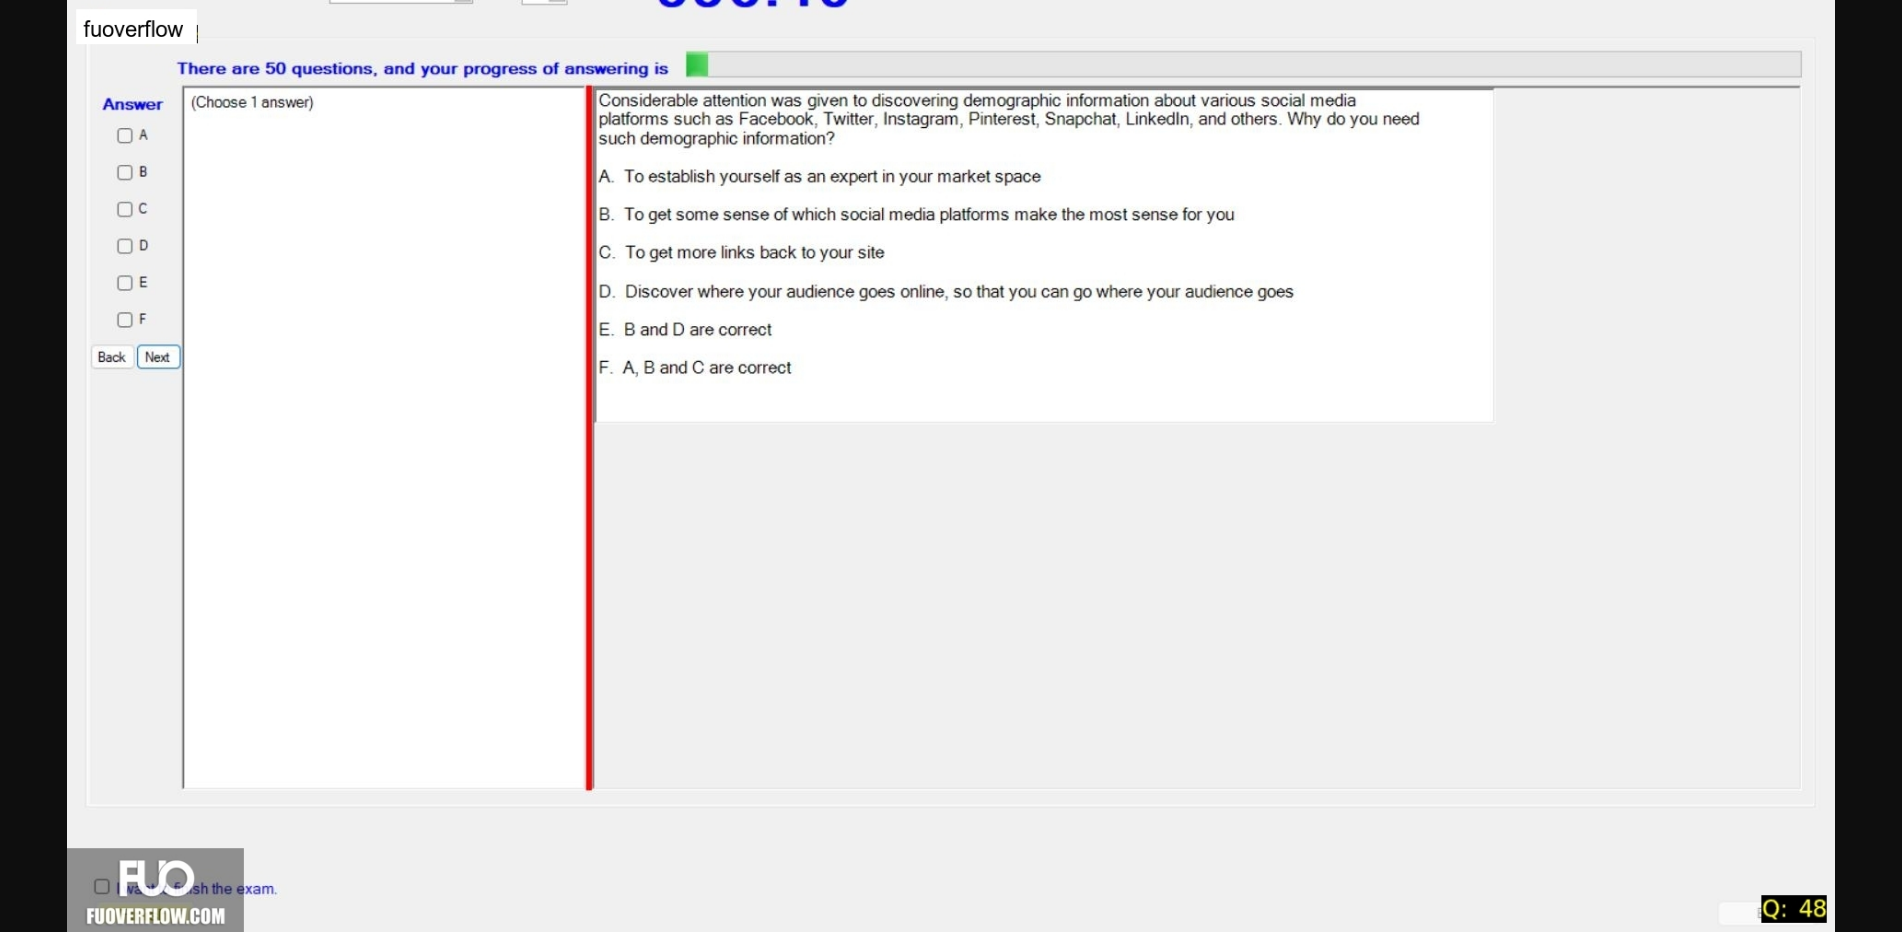 fuoverflow
There are 50 questions, and your progress of answering is
Answer
(Choose 1 answer)
A
B
C
D
E
F
Back Next
Considerable attention was given to discovering demographic information about various social media
platforms such as Facebook, Twitter, Instagram, Pinterest, Snapchat, LinkedIn, and others. Why do you need
such demographic information?
A. To establish yourself as an expert in your market space
B. To get some sense of which social media platforms make the most sense for you
C. To get more links back to your site
D. Discover where your audience goes online, so that you can go where your audience goes
E. B and D are correct
F. A, B and C are correct
FUO
I want to finish the exam.
FUOVERFLOW.COM
Q: 48